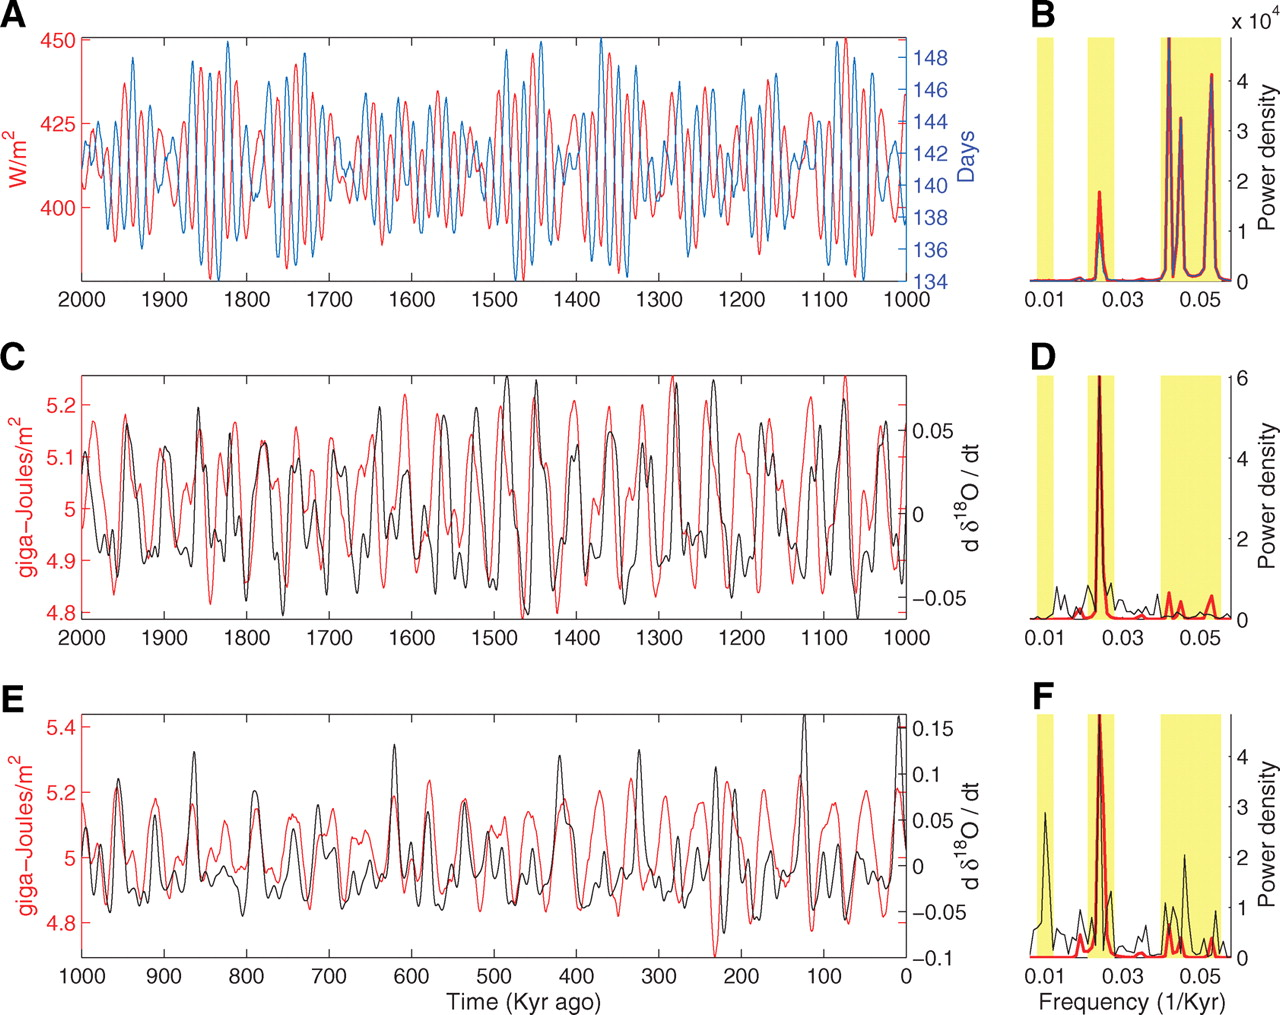 A
W/m2
450
425
400
148
146
144
142
140
138
136
134
Days
2000 1900 1800 1700 1600 1500 1400 1300 1200 1100 1000
B
x 10 4
4
3
2
1
0
Power density
0.01 0.03 0.05
C
giga-Joules/m2
5.2
5.1
5
4.9
4.8
0.05
0
−0.05
d δ18O / dt
2000 1900 1800 1700 1600 1500 1400 1300 1200 1100 1000
D
6
4
2
0
Power density
0.01 0.03 0.05
E
giga-Joules/m2
5.4
5.2
5
4.8
0.15
0.1
0.05
0
−0.05
−0.1
d δ18O / dt
1000 900 800 700 600 500 400 300 200 100 0
Time (Kyr ago)
F
4
3
2
1
0
Power density
0.01 0.03 0.05
Frequency (1/Kyr)